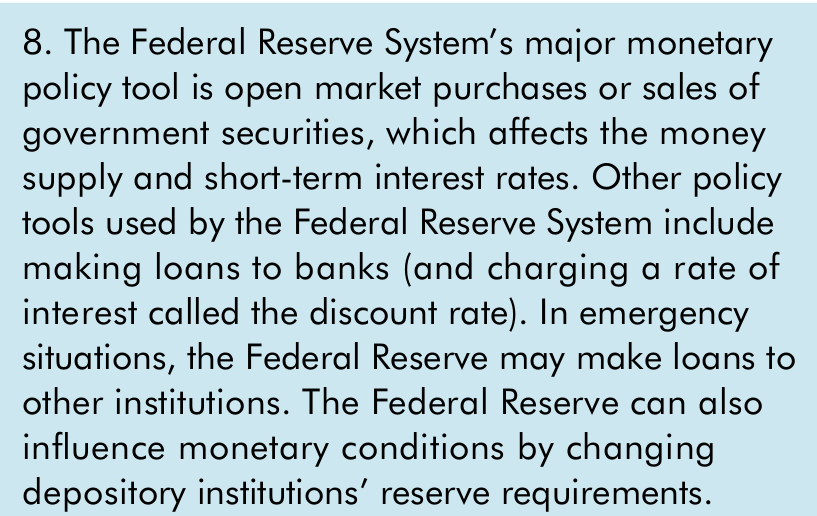 8. The Federal Reserve System’s major monetary
policy tool is open market purchases or sales of
government securities, which affects the money
supply and short-term interest rates. Other policy
tools used by the Federal Reserve System include
making loans to banks (and charging a rate of
interest called the discount rate). In emergency
situations, the Federal Reserve may make loans to
other institutions. The Federal Reserve can also
influence monetary conditions by changing
depository institutions’ reserve requirements.